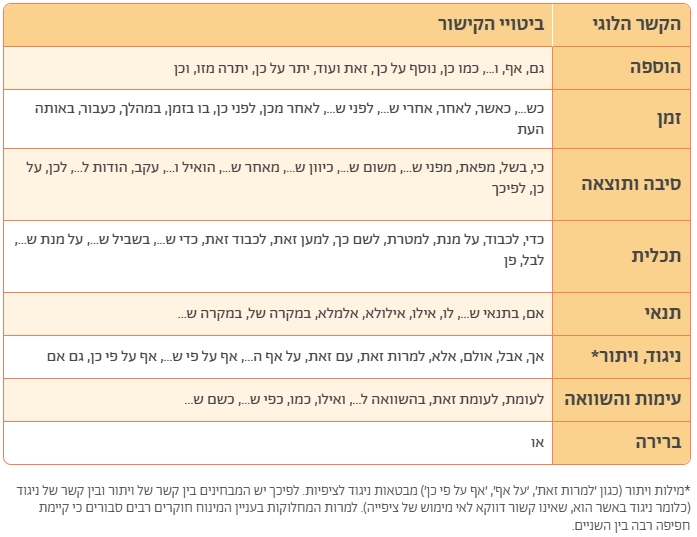 הקשר הלוגי ביטויי הקישור
הוספה גם, אף, ו..., כמו כן, נוסף על כך, זאת ועוד, יתר על כן, יתרה מזו, וכן
זמן כש..., כאשר, לאחר, אחרי ש..., לפני ש..., לאחר מכן, לפני כן, בו בזמן, במהלך, כעבור, באותה
העת
סיבה ותוצאה כי, בשל, מפאת, מפני ש..., משום ש..., כיוון ש..., מאחר ש..., הואיל ו..., עקב, הודות ל..., לכן, על
כן, לפיכך
תכלית כדי, לכבוד, על מנת, למטרת, לשם כך, למען זאת, לכבוד זאת, כדי ש..., בשביל ש..., על מנת ש...,
לבל, פן
תנאי אם, בתנאי ש..., לו, אילו, אילולא, אלמלא, במקרה של, במקרה ש...
ניגוד, ויתור* אך, אבל, אולם, אלא, למרות זאת, עם זאת, על אף ה..., אף על פי ש..., אף על פי כן, גם אם
עימות והשוואה לעומת, לעומת זאת, בהשוואה ל..., ואילו, כמו, כפי ש..., כשם ש...
ברירה או
*מילות ויתור (כגון 'למרות זאת', 'על אף', 'אף על פי כן') מבטאות ניגוד לציפיות. לפיכך יש המבחינים בין קשר של ויתור ובין קשר של ניגוד
(כלומר ניגוד באשר הוא, שאינו קשור דווקא לאי מימוש של ציפייה). למרות המחלוקות בעניין המינוח חוקרים רבים סבורים כי קיימת
חפיפה רבה בין השניים.